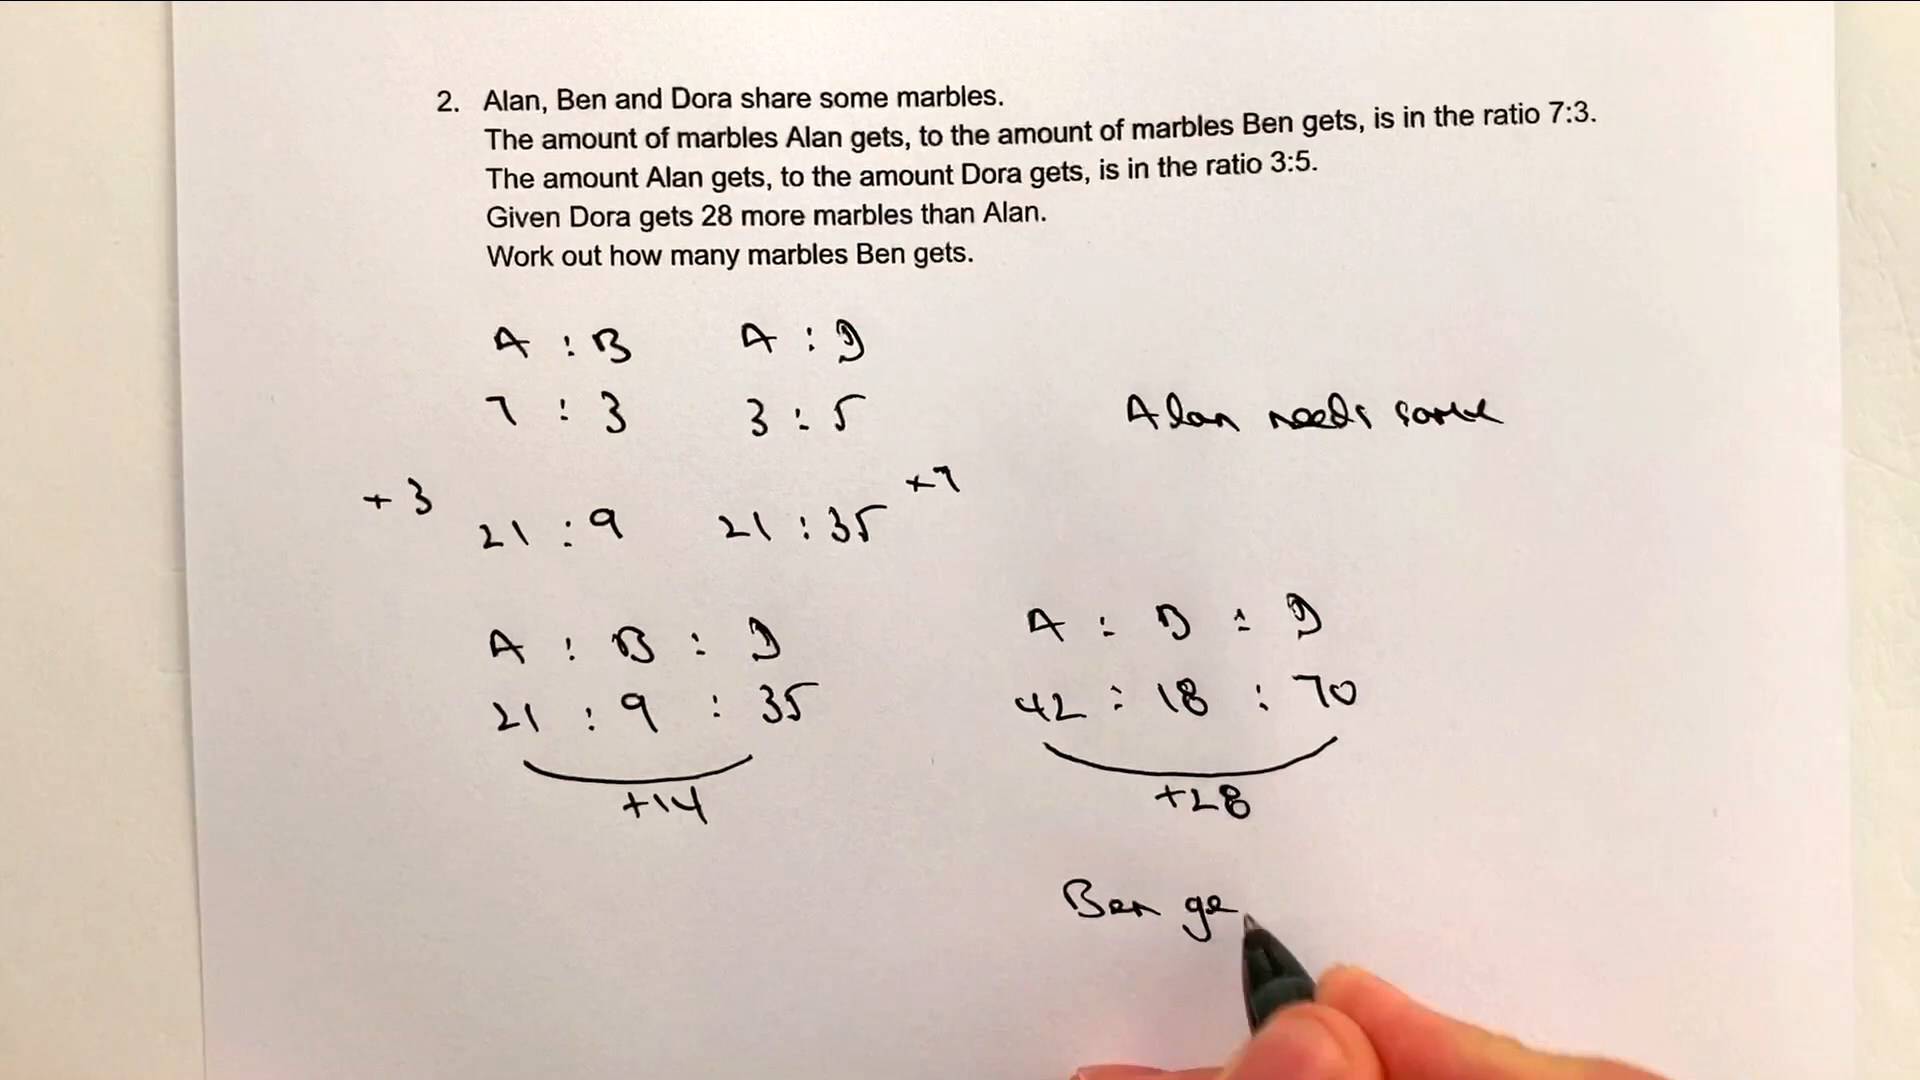 2. Alan, Ben and Dora share some marbles.
The amount of marbles Alan gets, to the amount of marbles Ben gets, is in the ratio 7:3.
The amount Alan gets, to the amount Dora gets, is in the ratio 3:5.
Given Dora gets 28 more marbles than Alan.
Work out how many marbles Ben gets.
A : B A : D
7 : 3 3 : 5
Alan needs same
+3 21 : 9 21 : 35 ×7
A : B : D
21 : 9 : 35
+14
A : B : D
42 : 18 : 70
+28
Ben ge